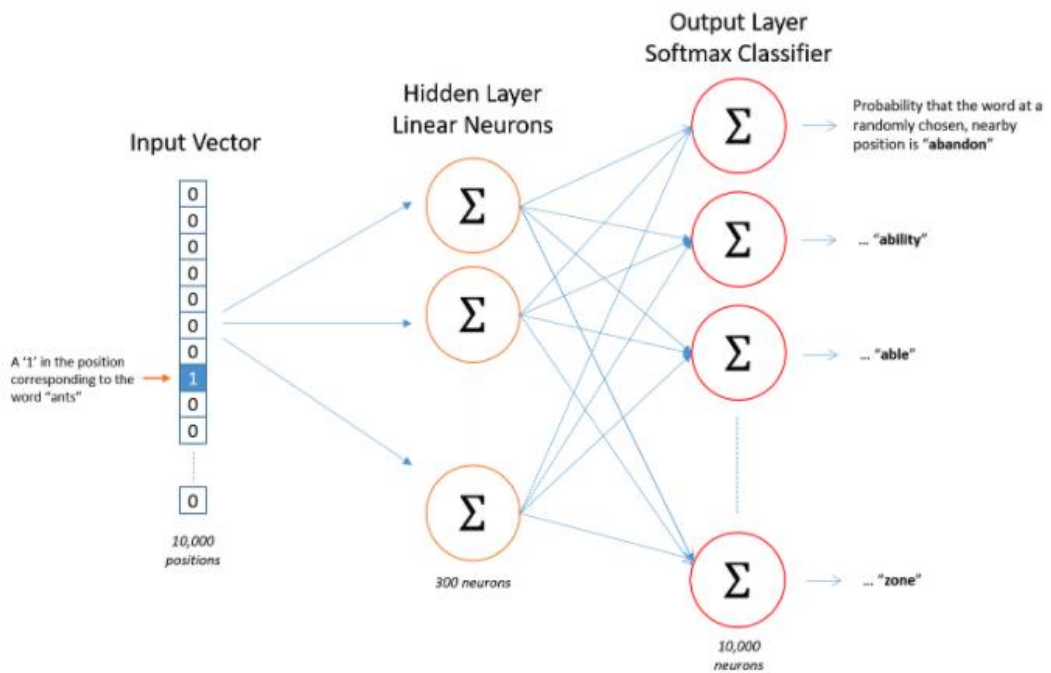 Output Layer
Softmax Classifier
Hidden Layer
Linear Neurons
Input Vector
0
0
0
0
0
0
0
1
0
0
0
A ‘1’ in the position
corresponding to the
word “ants”
10,000
positions
Σ
Σ
Σ
300 neurons
Σ
Σ
Σ
Σ
10,000
neurons
Probability that the word at a
randomly chosen, nearby
position is “abandon”
... “ability”
... “able”
... “zone”